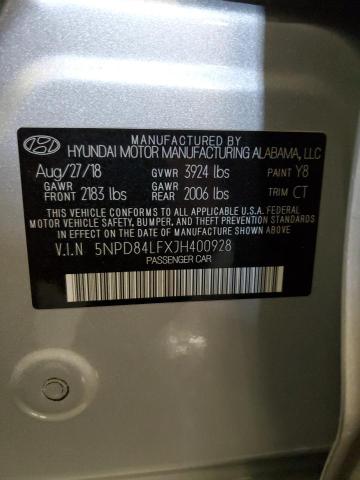 MANUFACTURED BY
HYUNDAI MOTOR MANUFACTURING ALABAMA, LLC
Aug/27/18 GVWR 3924 lbs PAINT Y8
GAWR FRONT 2183 lbs GAWR REAR 2006 lbs TRIM CT
THIS VEHICLE CONFORMS TO ALL APPLICABLE U.S.A. FEDERAL
MOTOR VEHICLE SAFETY, BUMPER, AND THEFT PREVENTION STANDARDS
IN EFFECT ON THE DATE OF MANUFACTURE SHOWN ABOVE.
V.I.N 5NPD84LFXJH400928
PASSENGER CAR